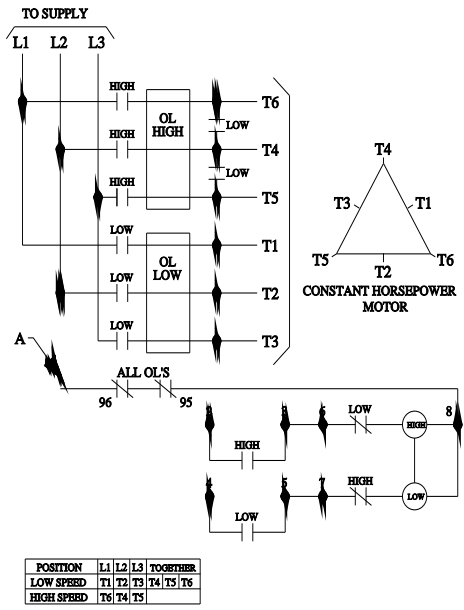 TO SUPPLY
L1 L2 L3
HIGH
T6
OL HIGH
LOW
HIGH
T4
LOW
HIGH
T5
LOW
T1
OL LOW
LOW
T2
LOW
T3
T4
T3 T1
T5 T6
T2
CONSTANT HORSEPOWER
MOTOR
A
ALL OL'S
96 95
3 6 LOW 8
HIGH
HIGH
4 5 7 HIGH
LOW
LOW
POSITION L1 L2 L3 TOGETHER
LOW SPEED T1 T2 T3 T4 T5 T6
HIGH SPEED T6 T4 T5